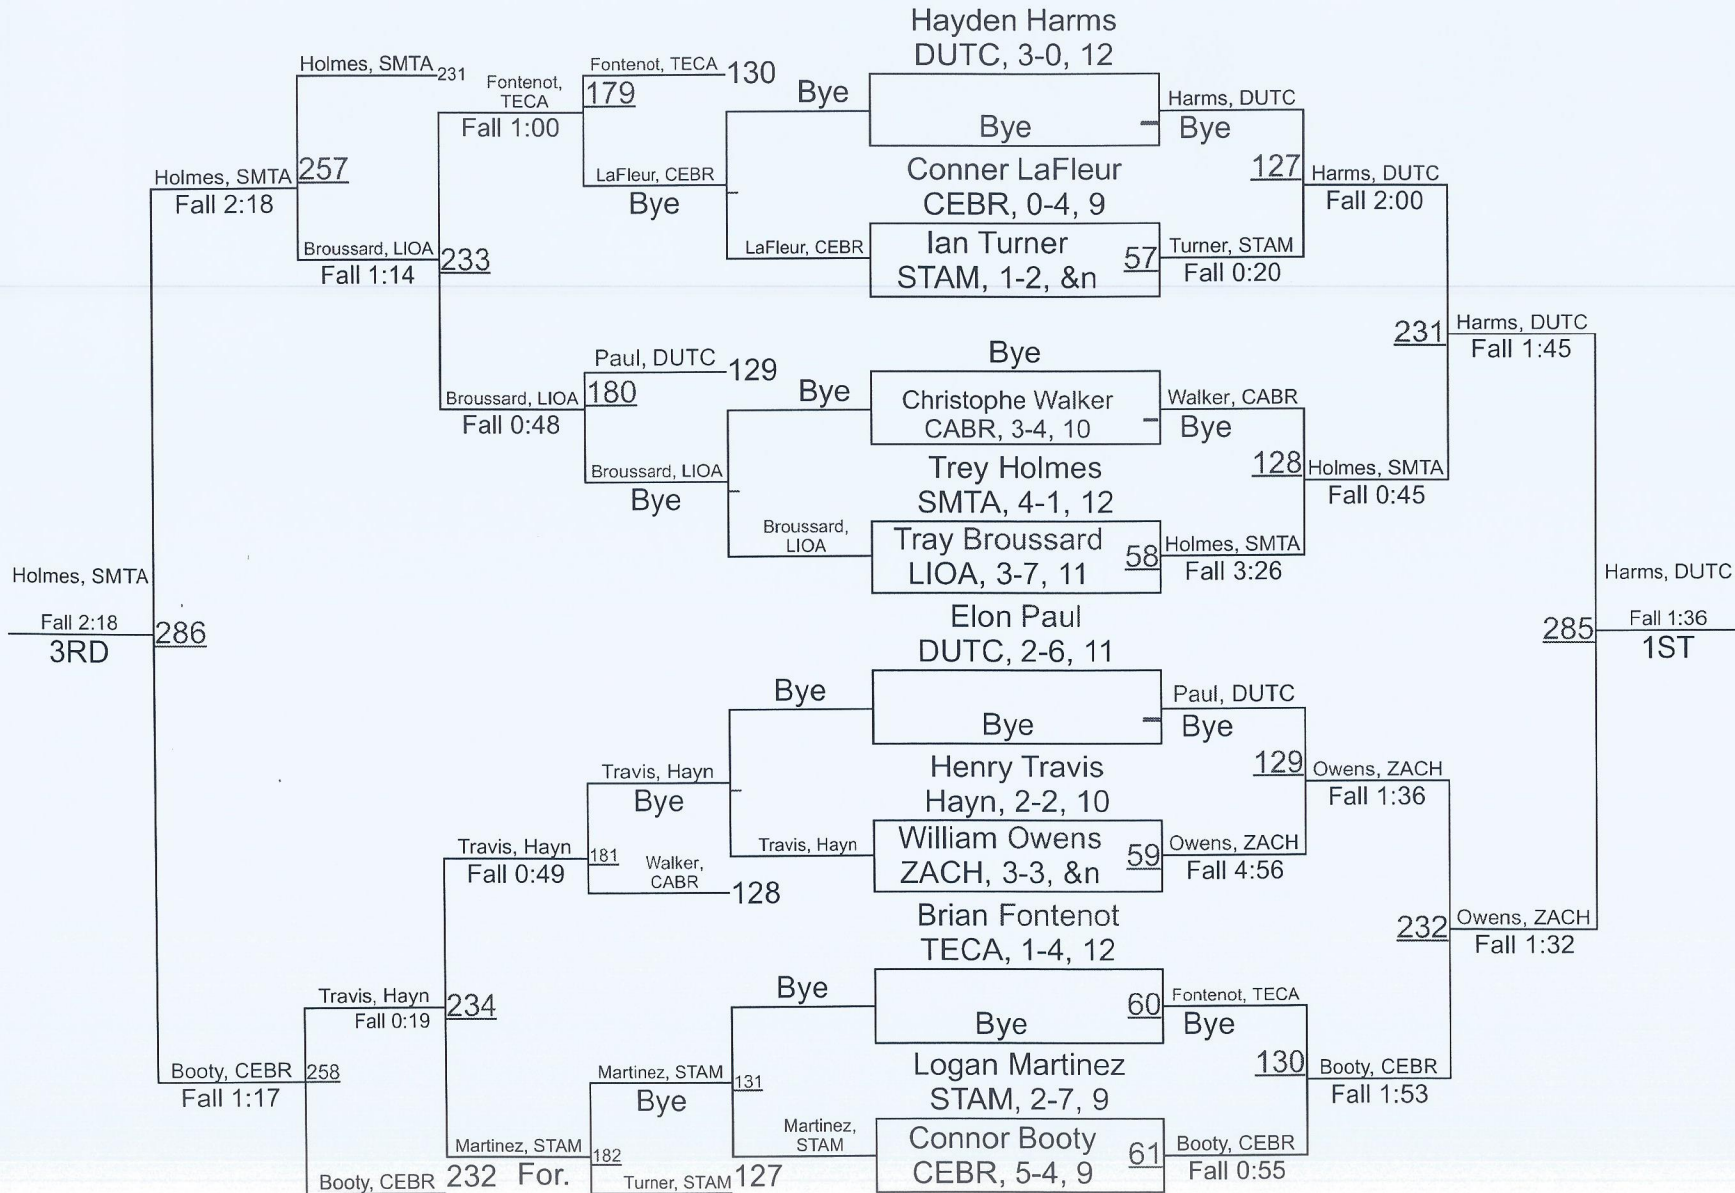 Hayden Harms
DUTC, 3-0, 12
Holmes, SMTA 231
Fontenot, TECA 130
Fontenot,
TECA
179
Bye
Harms, DUTC
Fall 1:00
Bye
Bye
257
Conner LaFleur
127
Holmes, SMTA
LaFleur, CEBR
Harms, DUTC
Fall 2:18
Bye
CEBR, 0-4, 9
Fall 2:00
Broussard, LIOA
233
LaFleur, CEBR
Ian Turner
57
Turner, STAM
Fall 1:14
STAM, 1-2, &n
Fall 0:20
231
Harms, DUTC
Fall 1:45
Paul, DUTC 129
Bye
Broussard, LIOA
180
Bye
Christophe Walker
Walker, CABR
Fall 0:48
CABR, 3-4, 10
Bye
Broussard, LIOA
Trey Holmes
128
Holmes, SMTA
Bye
SMTA, 4-1, 12
Fall 0:45
Broussard,
LIOA
Tray Broussard
58
Holmes, SMTA
LIOA, 3-7, 11
Fall 3:26
Holmes, SMTA
Harms, DUTC
Fall 2:18
286
Elon Paul
285
Fall 1:36
3RD
DUTC, 2-6, 11
1ST
Bye
Paul, DUTC
Bye
Bye
Travis, Hayn
Henry Travis
129
Owens, ZACH
Bye
Hayn, 2-2, 10
Fall 1:36
Travis, Hayn
181
Walker,
CABR
128
Travis, Hayn
William Owens
59
Owens, ZACH
Fall 0:49
ZACH, 3-3, &n
Fall 4:56
Brian Fontenot
232
Owens, ZACH
TECA, 1-4, 12
Fall 1:32
Travis, Hayn
234
Bye
60
Fontenot, TECA
Fall 0:19
Bye
Bye
Booty, CEBR
258
Martinez, STAM
131
Logan Martinez
130
Booty, CEBR
Fall 1:17
Bye
STAM, 2-7, 9
Fall 1:53
Martinez, STAM
182
Martinez,
STAM
Connor Booty
61
Booty, CEBR
Booty, CEBR 232
For.
Turner, STAM 127
CEBR, 5-4, 9
Fall 0:55